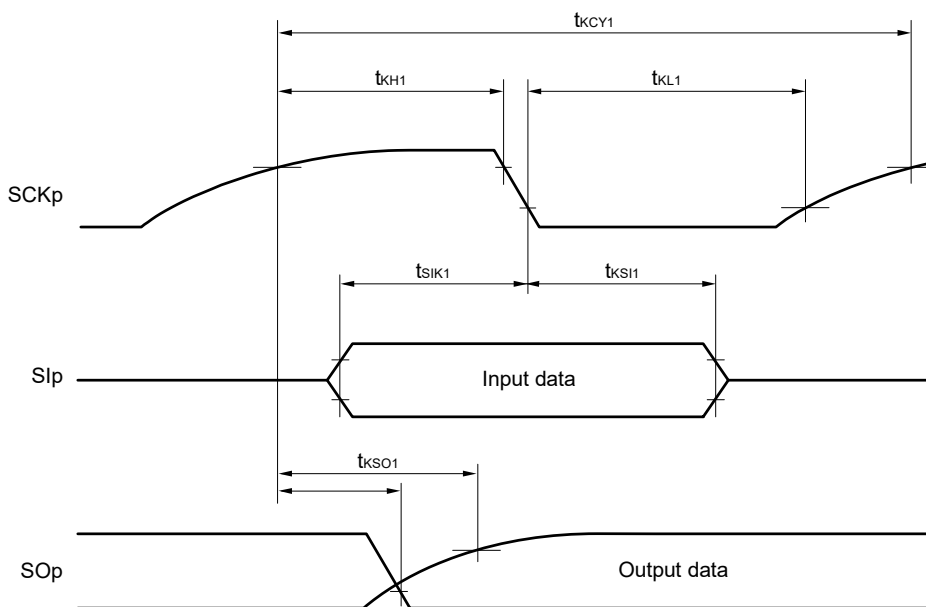 tKCY1
tKH1
tKL1
SCKp
tSIK1
tKSI1
SIp
Input data
tKSO1
SOp
Output data